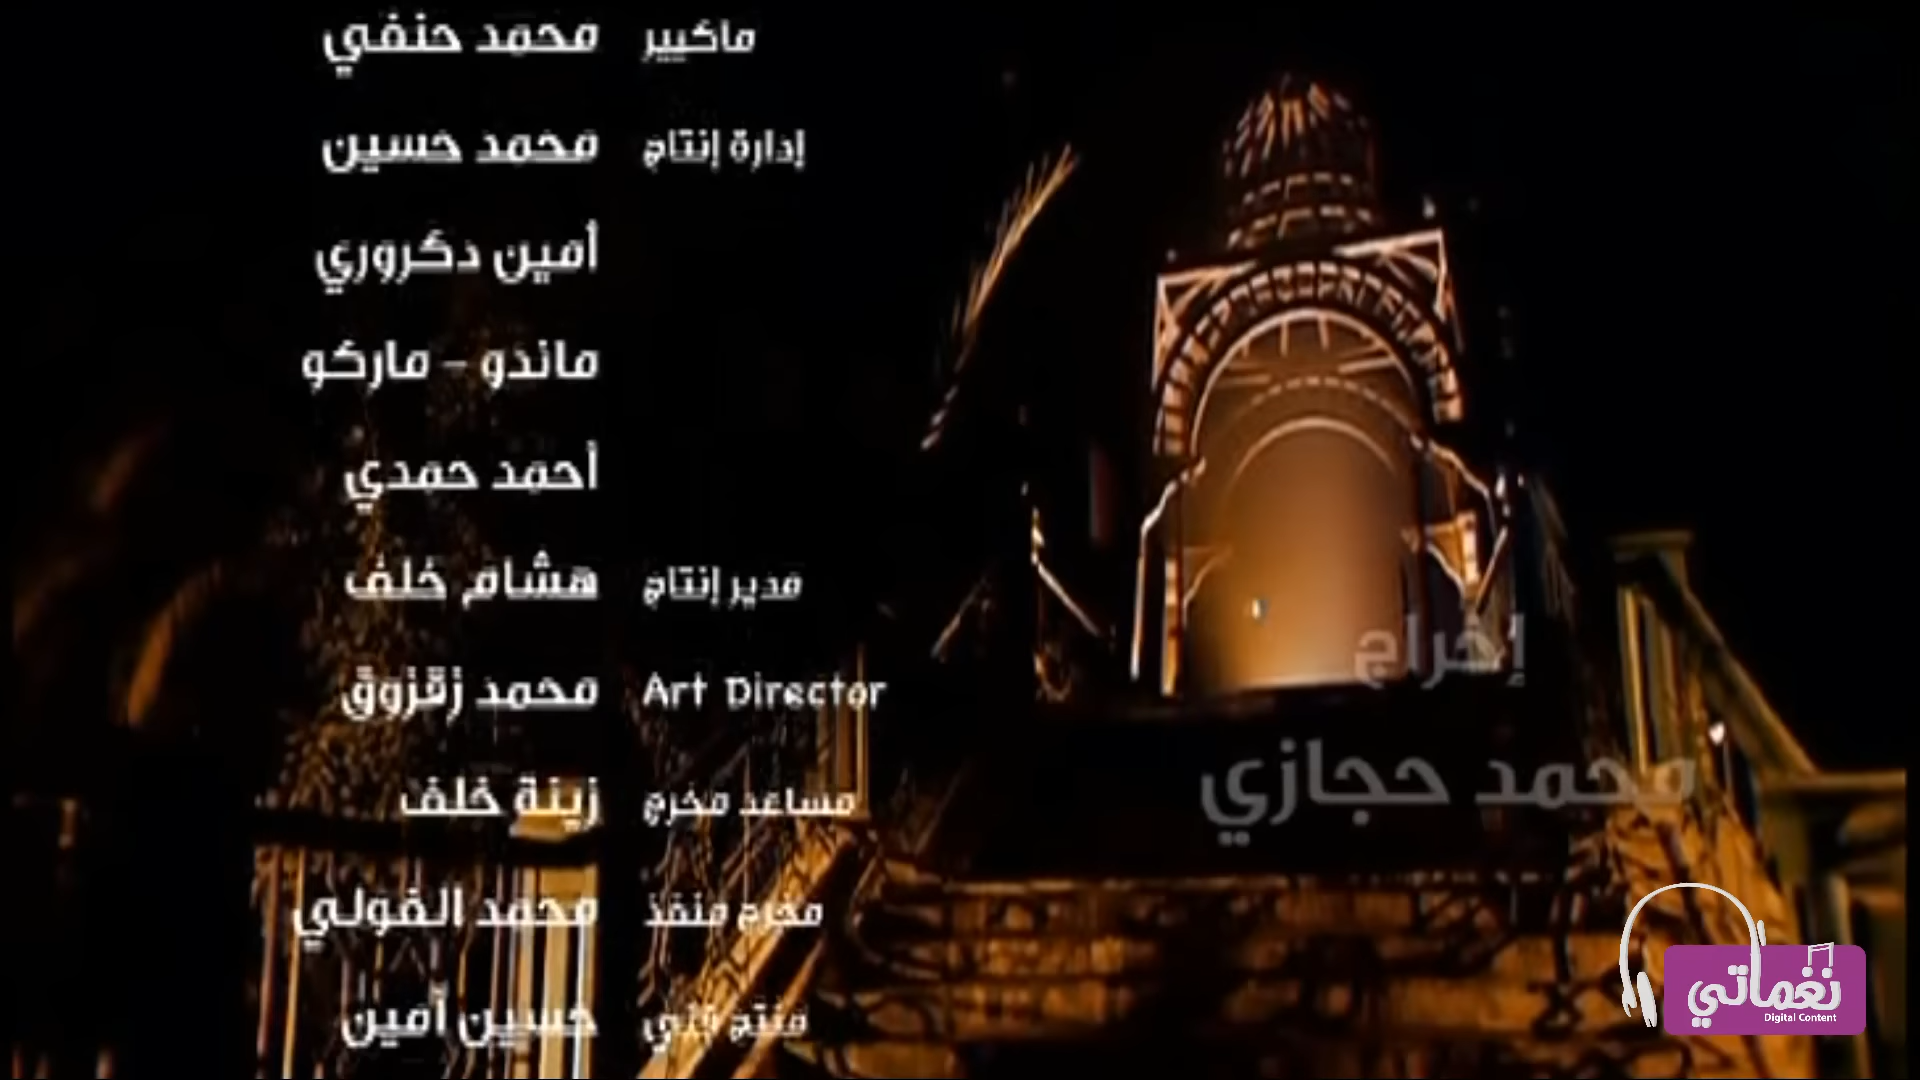 ماكيير محمد حنفي
إدارة إنتاج محمد حسين
أمين دكروري
ماندو - ماركو
أحمد حمدي
مدير إنتاج هشام خلف
Art Director محمد زقزوق
مساعد مخرج زينة خلف
مخرج منفذ محمد الفولي
منتج فني حسين أمين
إخراج
محمد حجازي
نغماتي
Digital Content